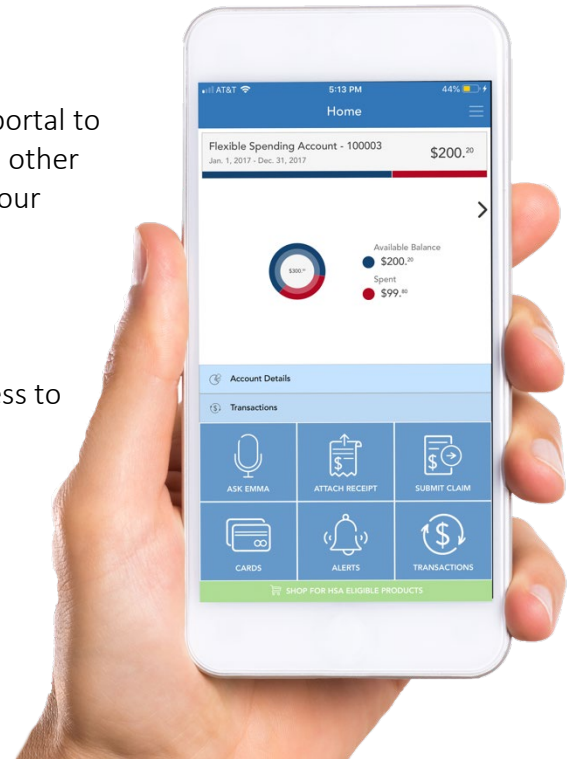 portal to
other
our
ess to
AT&T 5:13 PM 44%
Home
Flexible Spending Account - 100003
Jan. 1, 2017 - Dec. 31, 2017
$200.20
Available Balance
$200.20
Spent
$99.80
Account Details
Transactions
ASK EMMA ATTACH RECEIPT SUBMIT CLAIM
CARDS ALERTS TRANSACTIONS
SHOP FOR HSA ELIGIBLE PRODUCTS